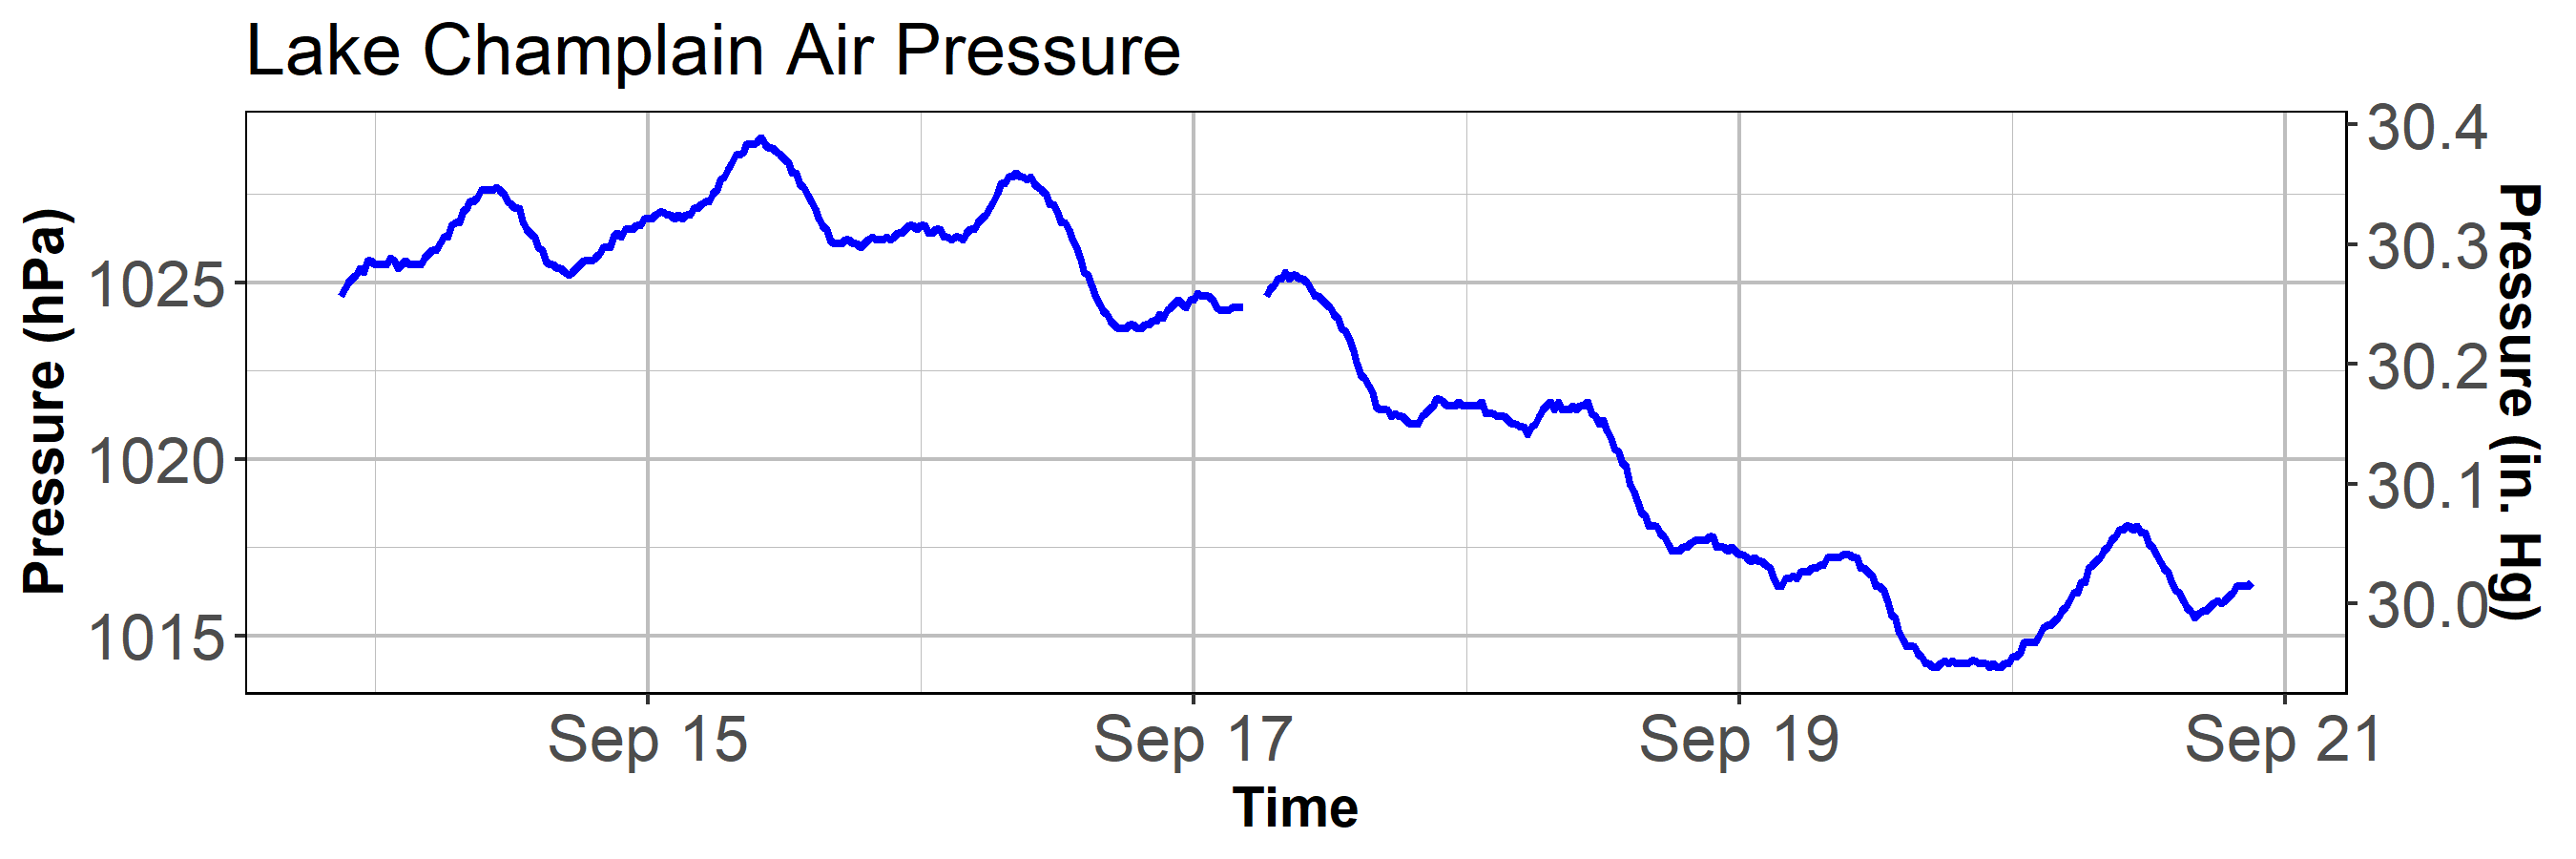 Lake Champlain Air Pressure
Pressure (hPa)
1025
1020
1015
30.4
30.3
30.2
30.1
30.0
Pressure (in. Hg)
Sep 15
Sep 17
Sep 19
Sep 21
Time